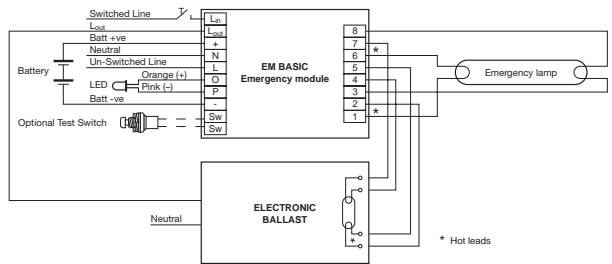 Switched Line
Lin
8
Lout
Lout
7
Batt +ve
+
*
6
Neutral
N
EM BASIC
Emergency module
5
Un-Switched Line
L
Battery
Orange (+)
O
4
Emergency lamp
LED
Pink (–)
P
3
Batt -ve
-
2
*
Optional Test Switch
Sw
1
Sw
ELECTRONIC
BALLAST
Neutral
*
* Hot leads